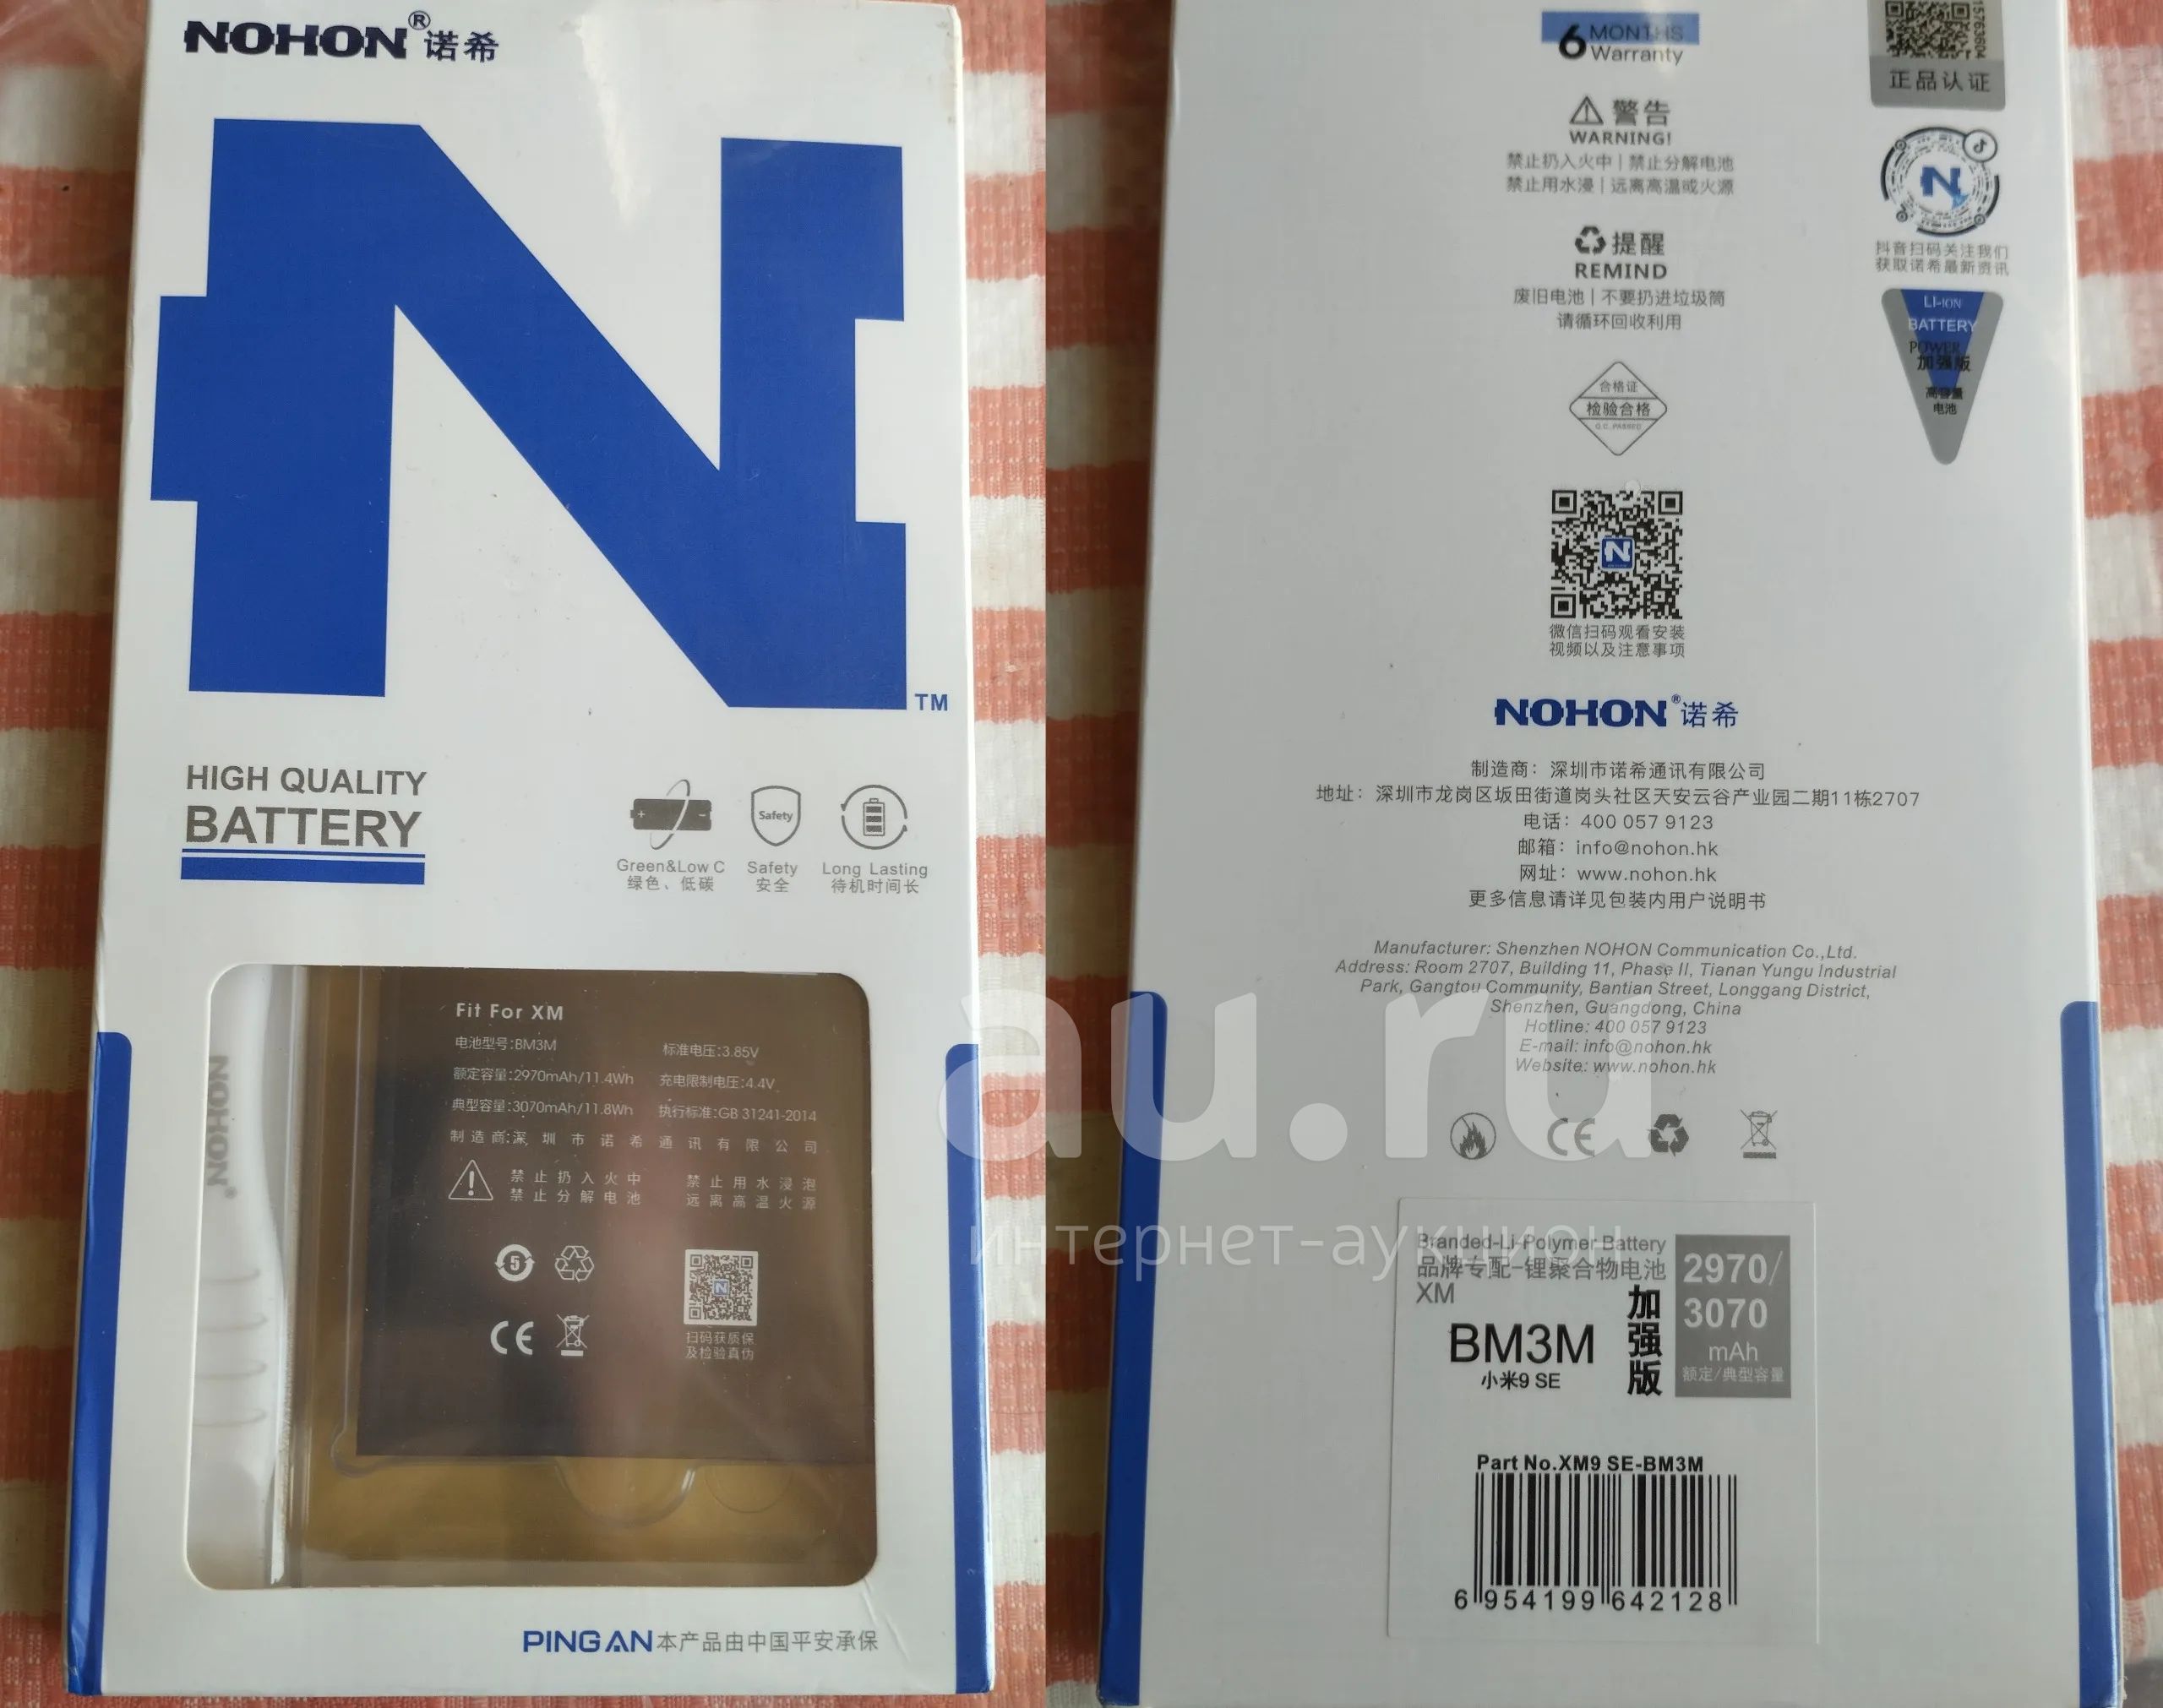 NOHON®诺希
TM
HIGH QUALITY
BATTERY
Safety
Green&Low C
绿色、低碳
Safety
安全
Long Lasting
待机时间长
NOHON®
Fit For XM
电池型号:BM3M
标准电压:3.85V
额定容量:2970mAh/11.4Wh
充电限制电压:4.4V
典型容量:3070mAh/11.8Wh
执行标准:GB 31241-2014
制造商:深圳市诺希通讯有限公司
禁止扔入火中
禁止用水浸泡
禁止分解电池
远离高温火源
5
CE
N
扫码获质保
及检验真伪
PINGAN本产品由中国平安承保
6 MONTHS
Warranty
警告
WARNING!
禁止扔入火中|禁止分解电池
禁止用水浸|远离高温或火源
提醒
REMIND
废旧电池|不要扔进垃圾筒
请循环回收利用
合格证
检验合格
Q.C. PASSED
N
微信扫码观看安装
视频以及注意事项
15763604
正品认证
N
抖音扫码关注我们
获取诺希最新资讯
LI-ION
BATTERY
POWER
加强版
高容量
电池
NOHON®诺希
制造商：深圳市诺希通讯有限公司
地址：深圳市龙岗区坂田街道岗头社区天安云谷产业园二期11栋2707
电话：400 057 9123
邮箱：info@nohon.hk
网址：www.nohon.hk
更多信息请详见包装内用户说明书
Manufacturer: Shenzhen NOHON Communication Co.,Ltd.
Address: Room 2707, Building 11, Phase II, Tianan Yungu Industrial
Park, Gangtou Community, Bantian Street, Longgang District,
Shenzhen, Guangdong, China
Hotline: 400 057 9123
E-mail: info@nohon.hk
Website: www.nohon.hk
CE
au.ru
интернет-аукцион
Branded-Li-Polymer Battery
品牌专配-锂聚合物电池
XM
BM3M
小米9 SE
加强版
2970/
3070
mAh
额定/典型容量
Part No.XM9 SE-BM3M
6 954199 642128